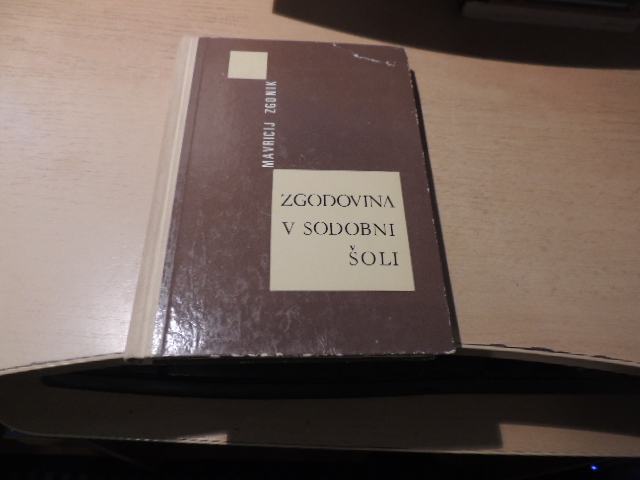 MAVRICIJ ZGONIK
ZGODOVINA
V SODOBNI
ŠOLI